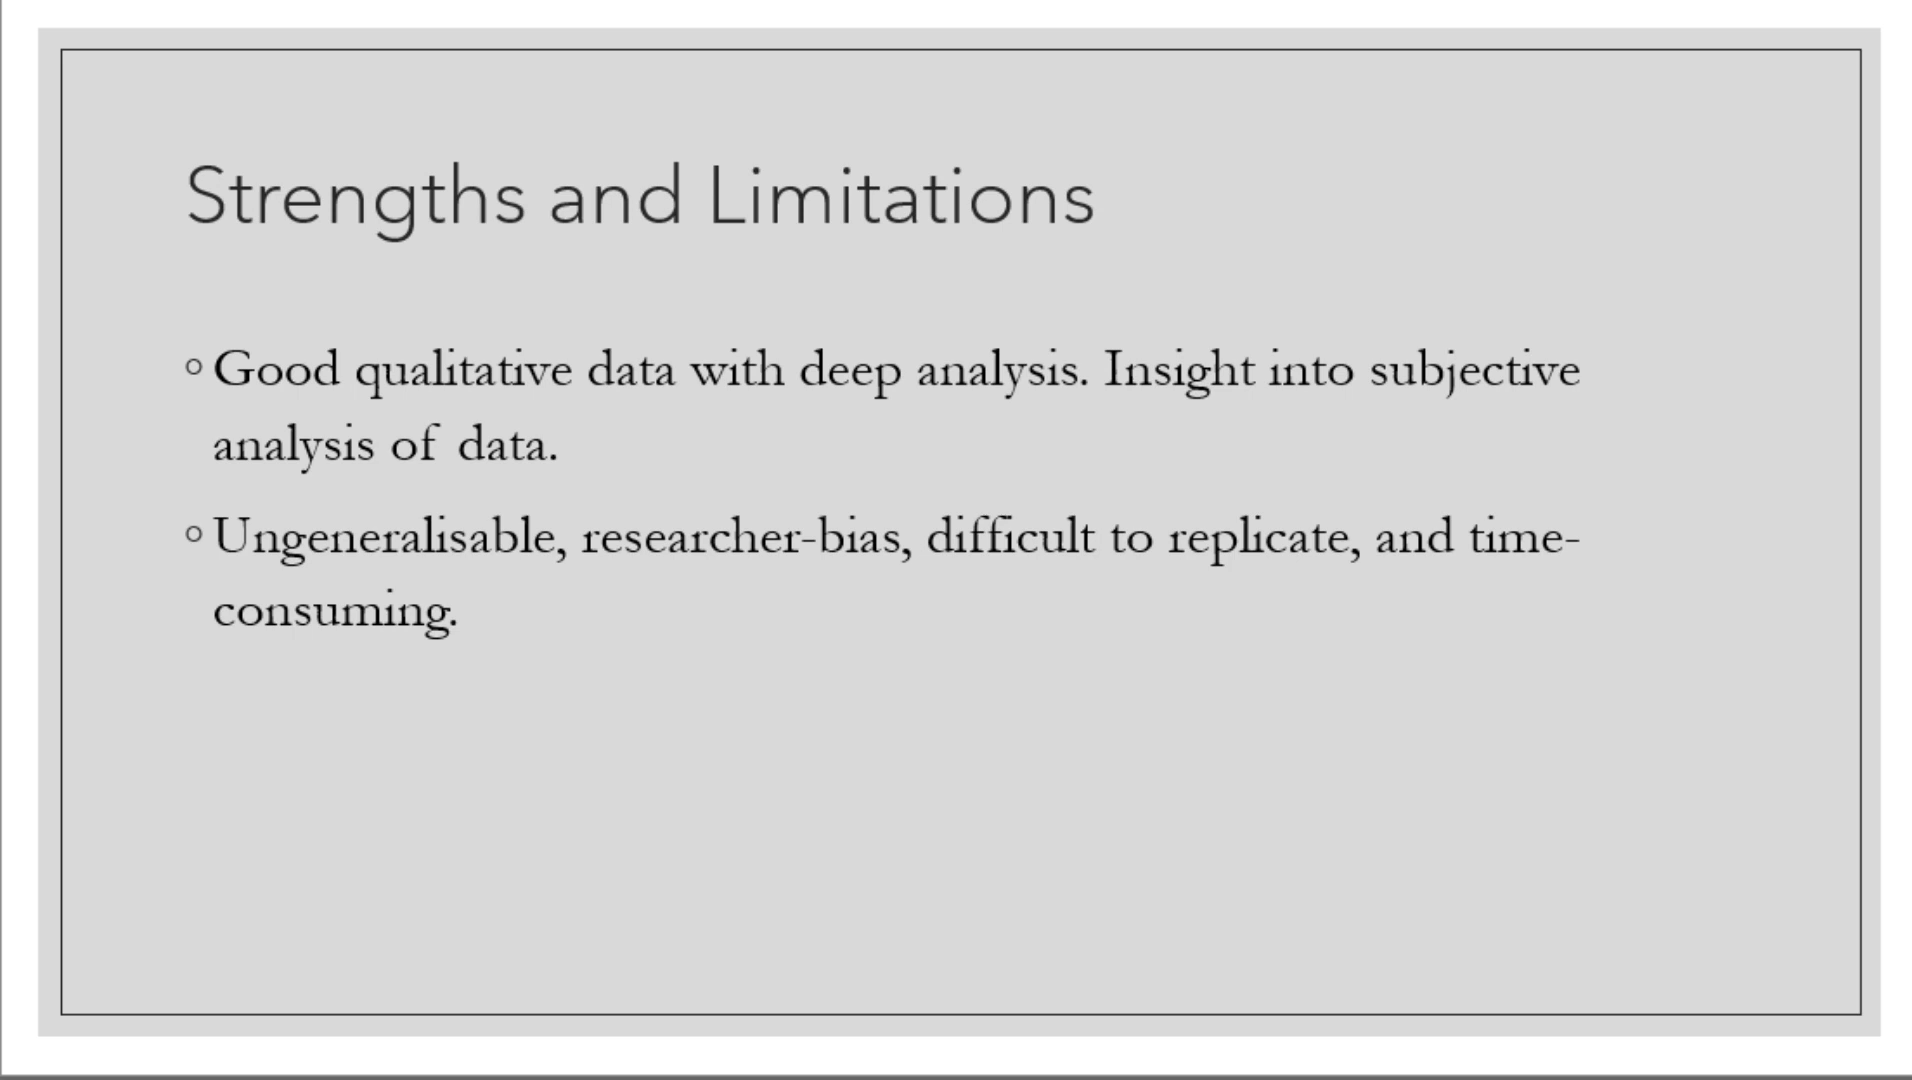 Strengths and Limitations
◦ Good qualitative data with deep analysis. Insight into subjective
analysis of data.
◦ Ungeneralisable, researcher-bias, difficult to replicate, and time-
consuming.